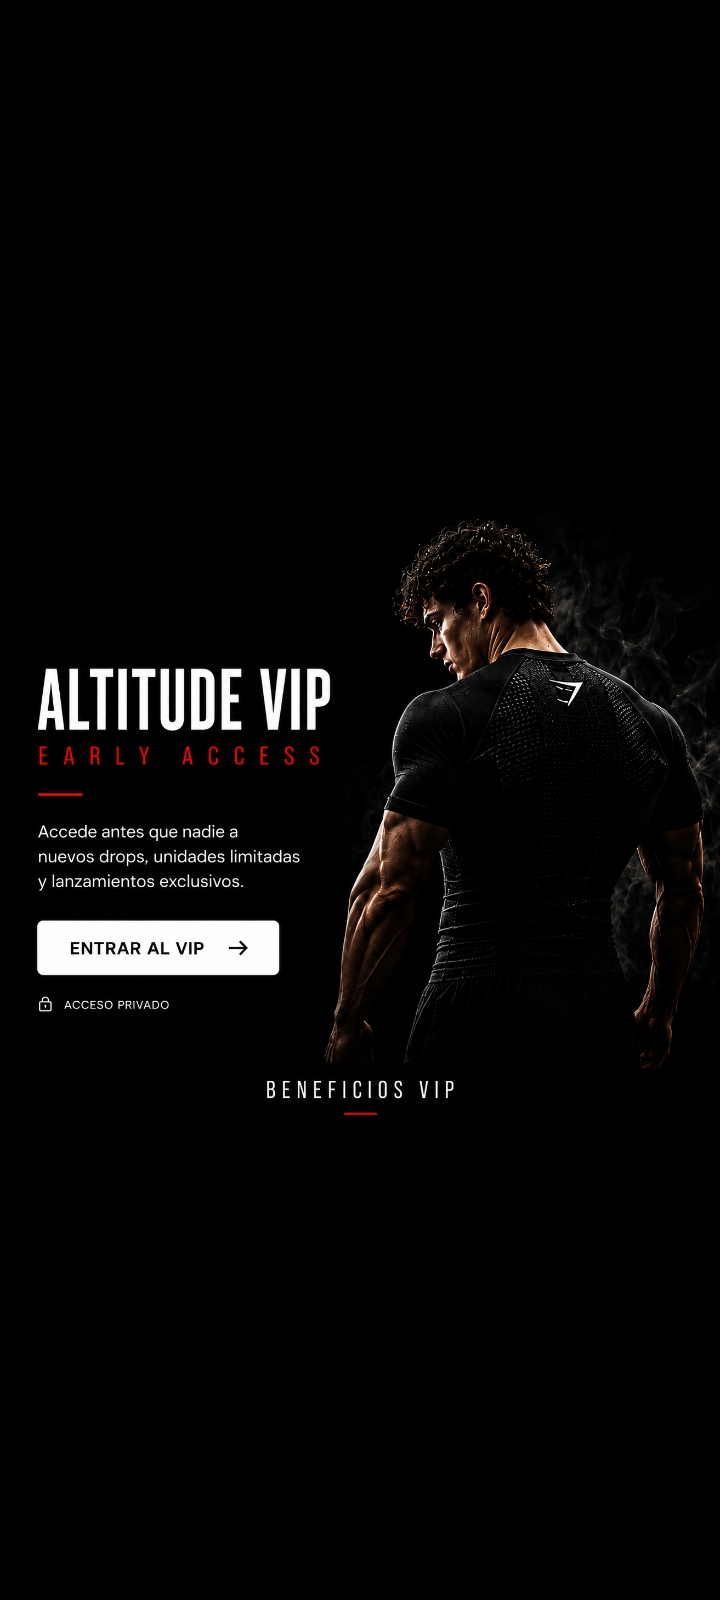 ALTITUDE VIP
EARLY ACCESS
Accede antes que nadie a
nuevos drops, unidades limitadas
y lanzamientos exclusivos.
ENTRAR AL VIP
ACCESO PRIVADO
BENEFICIOS VIP